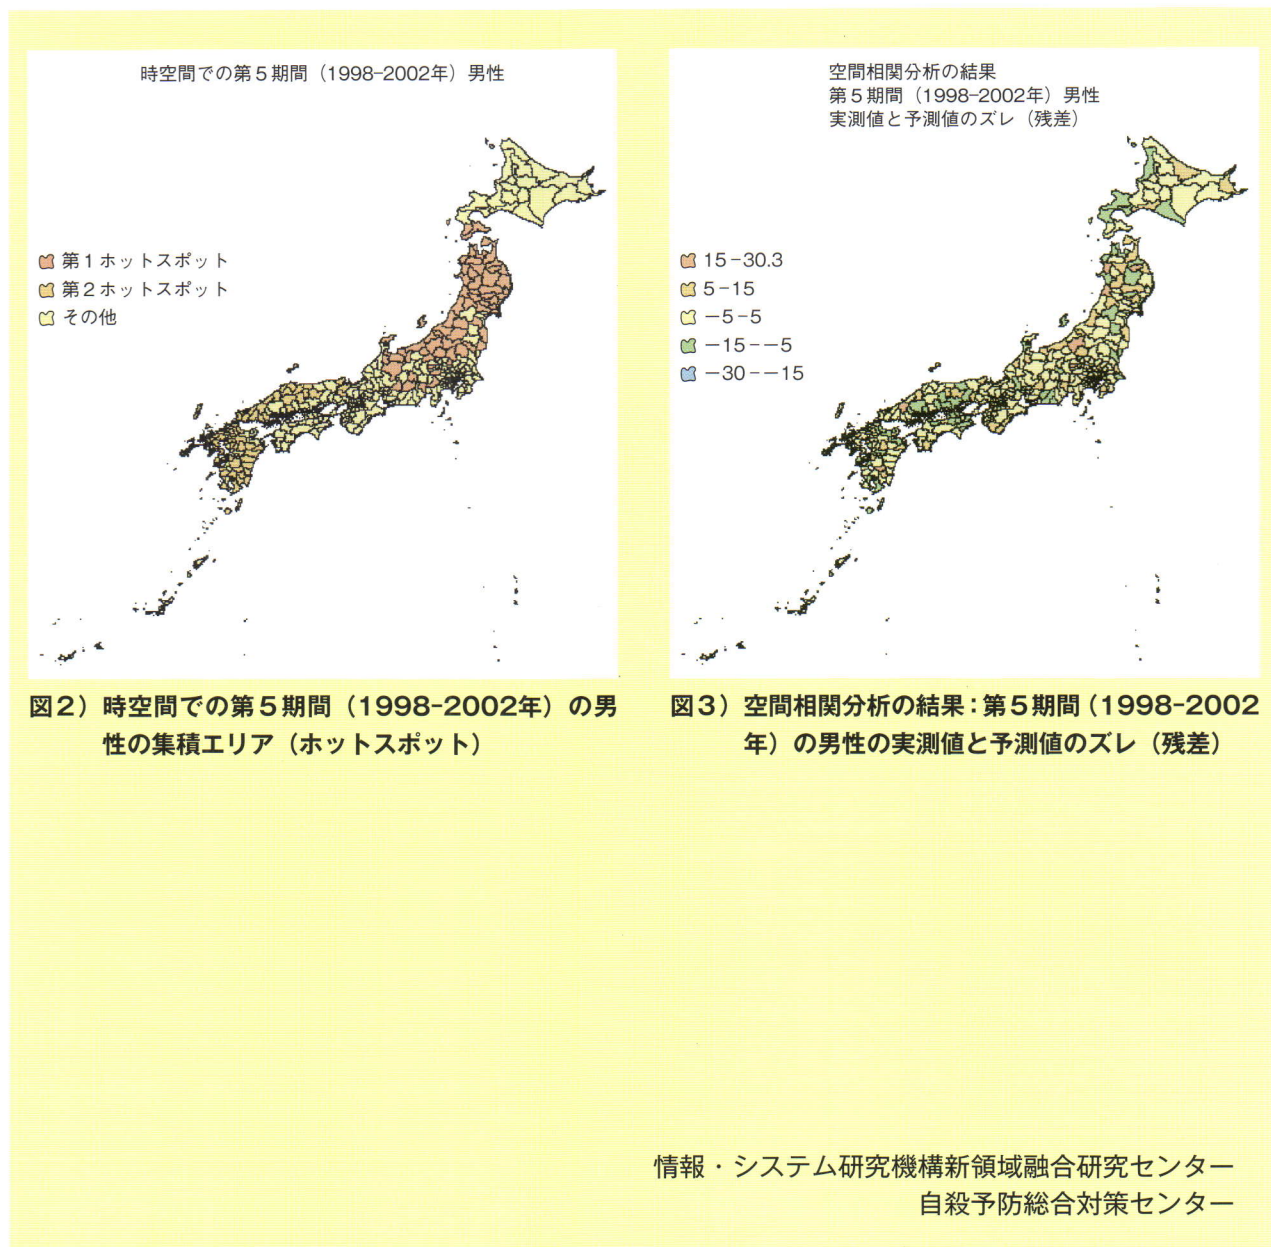 時空間での第5期間（1998−2002年）男性
第1ホットスポット
第2ホットスポット
その他
図2）時空間での第5期間（1998−2002年）の男
性の集積エリア（ホットスポット）
空間相関分析の結果
第5期間（1998−2002年）男性
実測値と予測値のズレ（残差）
15−30.3
5−15
−5−5
−15−−5
−30−−15
図3）空間相関分析の結果：第5期間（1998−2002
年）の男性の実測値と予測値のズレ（残差）
情報・システム研究機構新領域融合研究センター
自殺予防総合対策センター